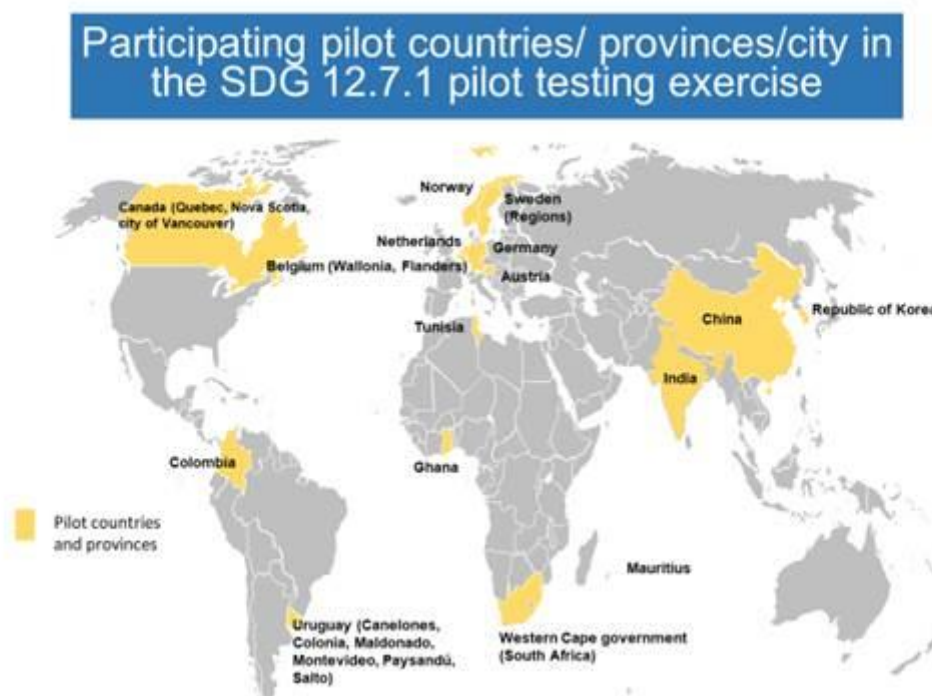 Participating pilot countries/ provinces/city in
the SDG 12.7.1 pilot testing exercise
Canada (Quebec, Nova Scotia,
city of Vancouver)
Norway
Sweden
(Regions)
Netherlands
Germany
Belgium (Wallonia, Flanders)
Austria
Tunisia
China
Republic of Korea
India
Colombia
Ghana
Pilot countries
and provinces
Mauritius
Uruguay (Canelones,
Colonia, Maldonado,
Montevideo, Paysandú,
Salto)
Western Cape government
(South Africa)